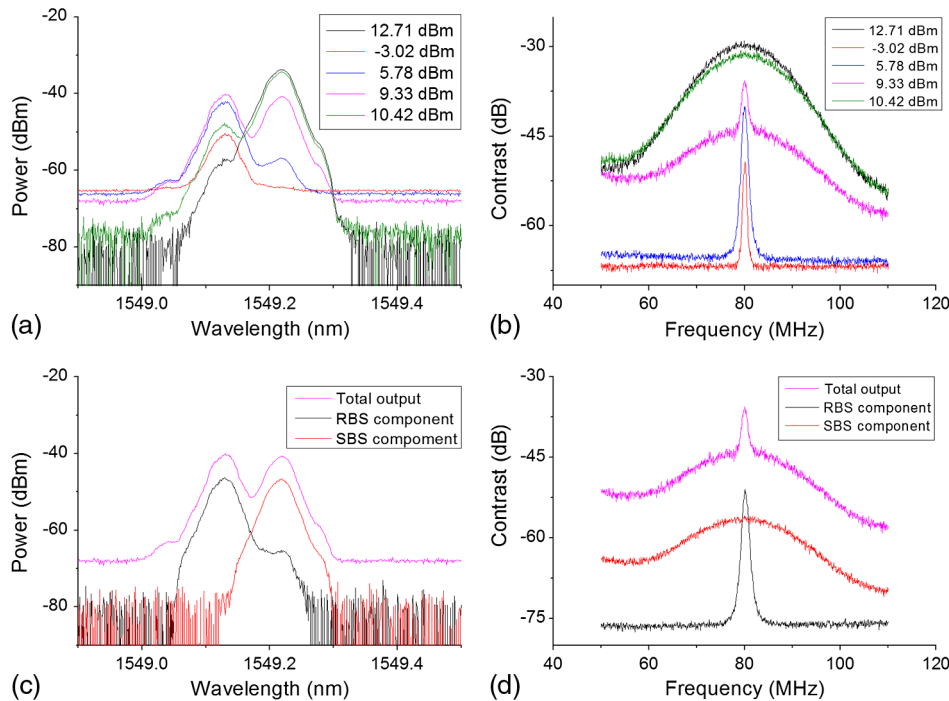 -20
-40
-60
-80
Power (dBm)
1549.0
1549.2
1549.4
Wavelength (nm)
12.71 dBm
-3.02 dBm
5.78 dBm
9.33 dBm
10.42 dBm
(a)
-30
-45
-60
Contrast (dB)
40
60
80
100
120
Frequency (MHz)
12.71 dBm
-3.02 dBm
5.78 dBm
9.33 dBm
10.42 dBm
(b)
-20
-40
-60
-80
Power (dBm)
1549.0
1549.2
1549.4
Wavelength (nm)
Total output
RBS component
SBS compoment
(c)
-30
-45
-60
-75
Contrast (dB)
40
60
80
100
120
Frequency (MHz)
Total output
RBS component
SBS component
(d)